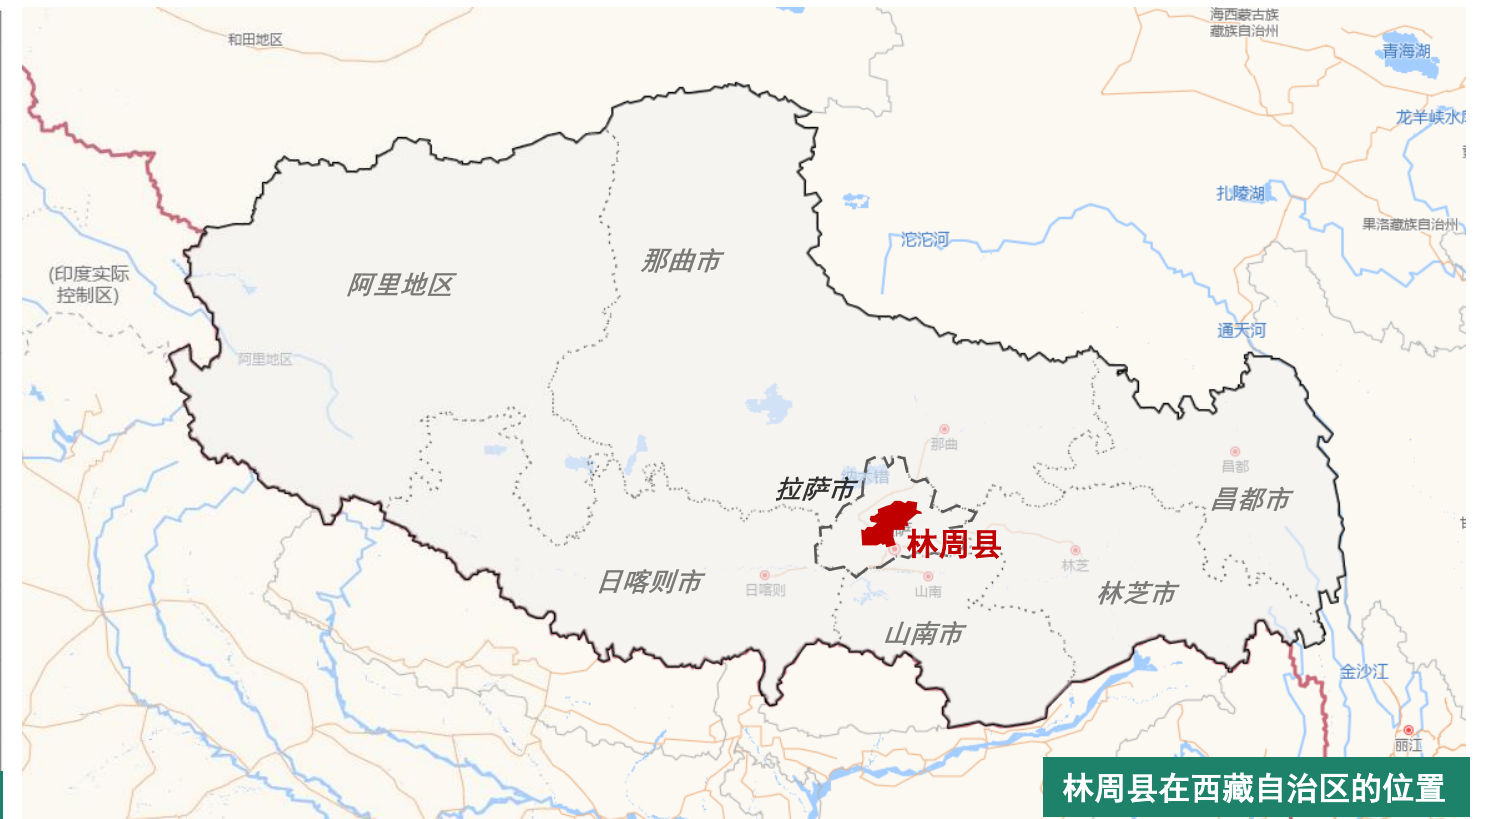 和田地区
海西蒙古族
藏族自治州
青海湖
龙羊峡水
扎陵湖
果洛藏族自治州
沱沱河
那曲市
(印度实际
控制区)
阿里地区
通天河
阿里地区
那曲
昌都
纳木错
拉萨市
昌都市
林周县
林芝
日喀则市
日喀则
山南
林芝市
山南市
金沙江
丽江
林周县在西藏自治区的位置